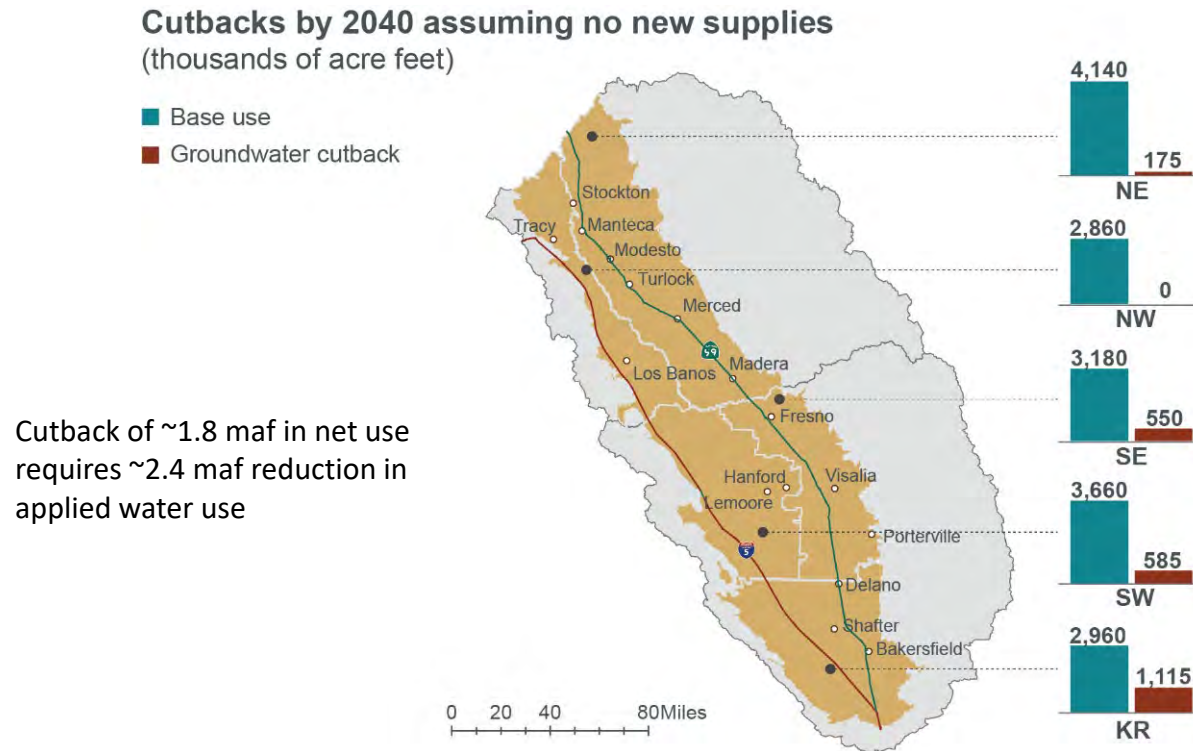 Cutbacks by 2040 assuming no new supplies
(thousands of acre feet)
Base use
Groundwater cutback
Cutback of ~1.8 maf in net use
requires ~2.4 maf reduction in
applied water use
Stockton
Tracy
Manteca
Modesto
Turlock
Merced
99
Los Banos
Madera
Fresno
Hanford
Visalia
Lemoore
5
Porterville
Delano
Shafter
Bakersfield
0 20 40 80Miles
4,140
175
NE
2,860
0
NW
3,180
550
SE
3,660
585
SW
2,960
1,115
KR